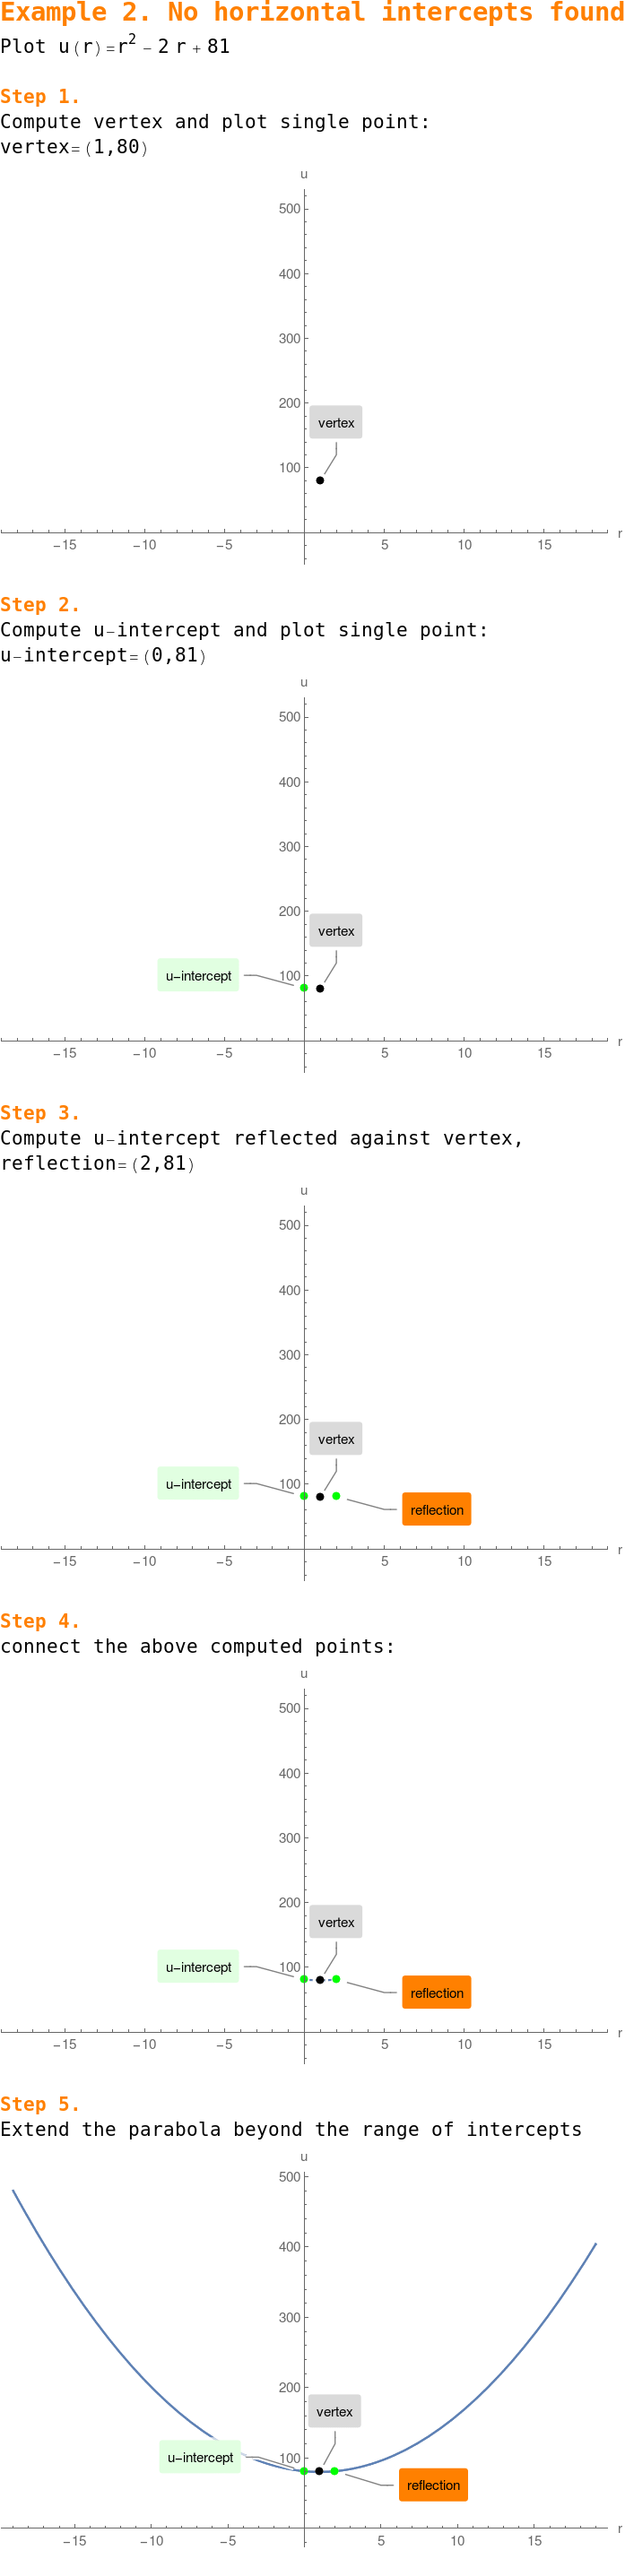 Example 2. No horizontal intercepts found
Plot u(r)=r² − 2 r + 81
Step 1.
Compute vertex and plot single point:
vertex=(1,80)
u
500
400
300
200
vertex
100
−15 −10 −5 5 10 15 r
Step 2.
Compute u−intercept and plot single point:
u−intercept=(0,81)
u
500
400
300
200
vertex
u−intercept 100
−15 −10 −5 5 10 15 r
Step 3.
Compute u−intercept reflected against vertex,
reflection=(2,81)
u
500
400
300
200
vertex
u−intercept 100
reflection
−15 −10 −5 5 10 15 r
Step 4.
connect the above computed points:
u
500
400
300
200
vertex
u−intercept 100
reflection
−15 −10 −5 5 10 15 r
Step 5.
Extend the parabola beyond the range of intercepts
u
500
400
300
200
vertex
u−intercept 100
reflection
−15 −10 −5 5 10 15 r